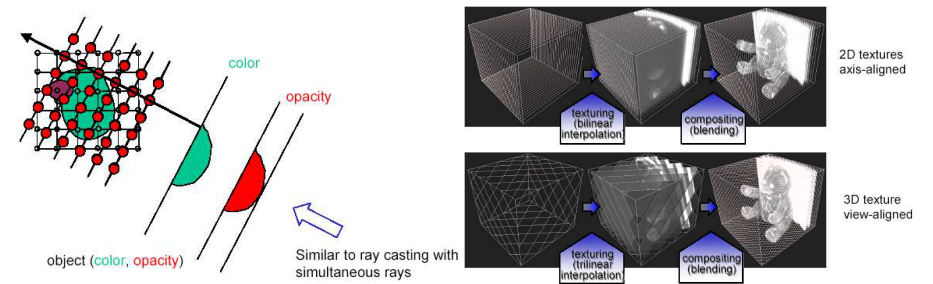 color
opacity
object (color, opacity)
Similar to ray casting with
simultaneous rays
texturing
(bilinear
interpolation)
compositing
(blending)
2D textures
axis-aligned
texturing
(trilinear
interpolation)
compositing
(blending)
3D texture
view-aligned